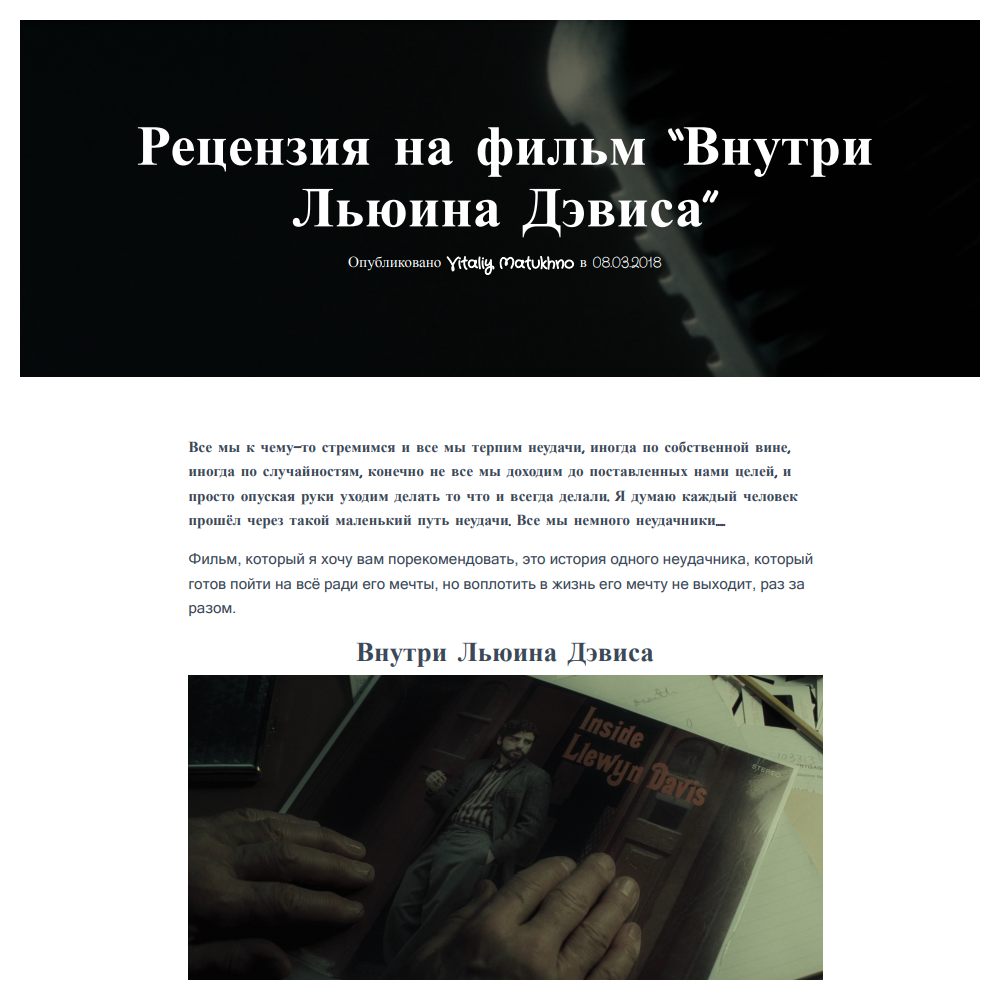 Рецензия на фильм "Внутри
Льюина Дэвиса"
Опубликовано Vitaliy Matukhno в 08.03.2018
Все мы к чему-то стремимся и все мы терпим неудачи, иногда по собственной вине,
иногда по случайностям, конечно не все мы доходим до поставленных нами целей, и
просто опуская руки уходим делать то что и всегда делали. Я думаю каждый человек
прошёл через такой маленький путь неудачи. Все мы немного неудачники...
Фильм, который я хочу вам порекомендовать, это история одного неудачника, который
готов пойти на всё ради его мечты, но воплотить в жизнь его мечту не выходит, раз за
разом.
Внутри Льюина Дэвиса
Inside
Llewyn Davis
STEREO